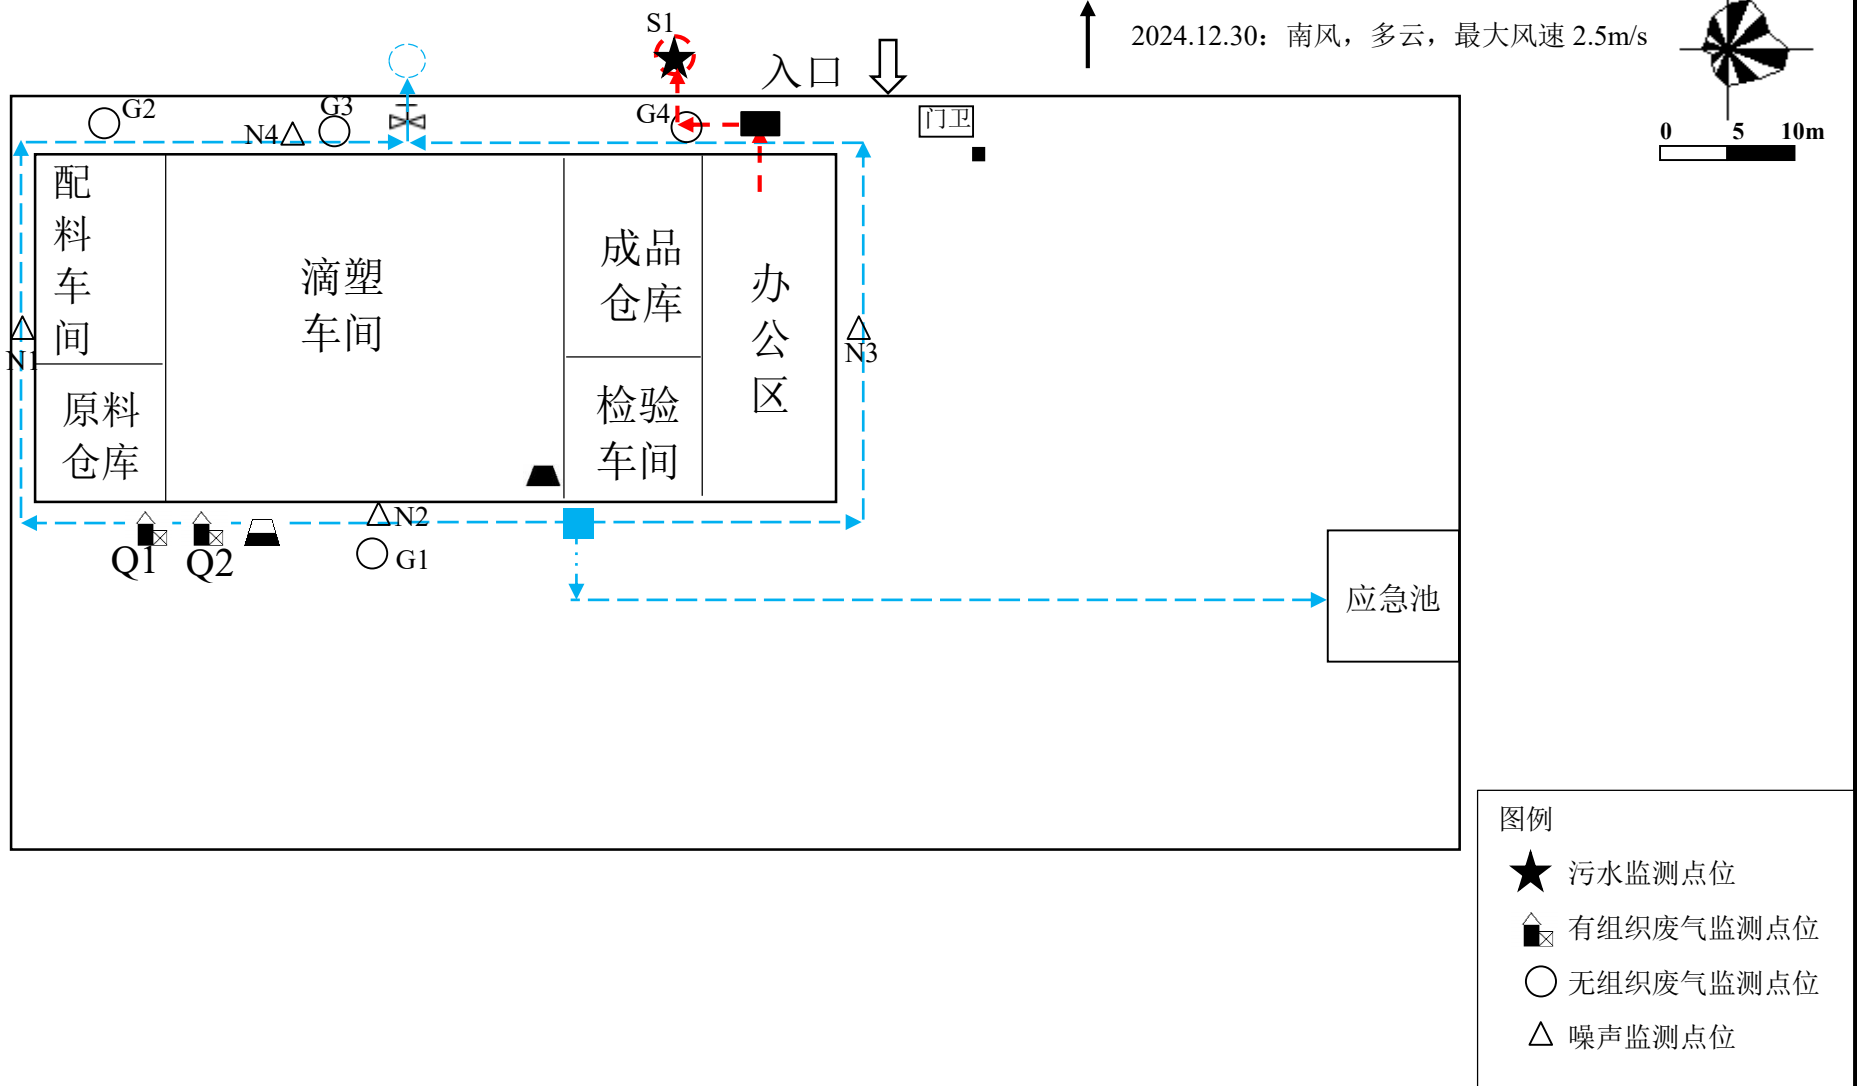 S1
2024.12.30：南风，多云，最大风速 2.5m/s
入口
G2
G3
G4
N4
门卫
0 5 10m
配料车间
滴塑
车间
成品
仓库
办公区
N1
N3
原料
仓库
检验
车间
N2
G1
Q1
Q2
应急池
图例
污水监测点位
有组织废气监测点位
无组织废气监测点位
噪声监测点位